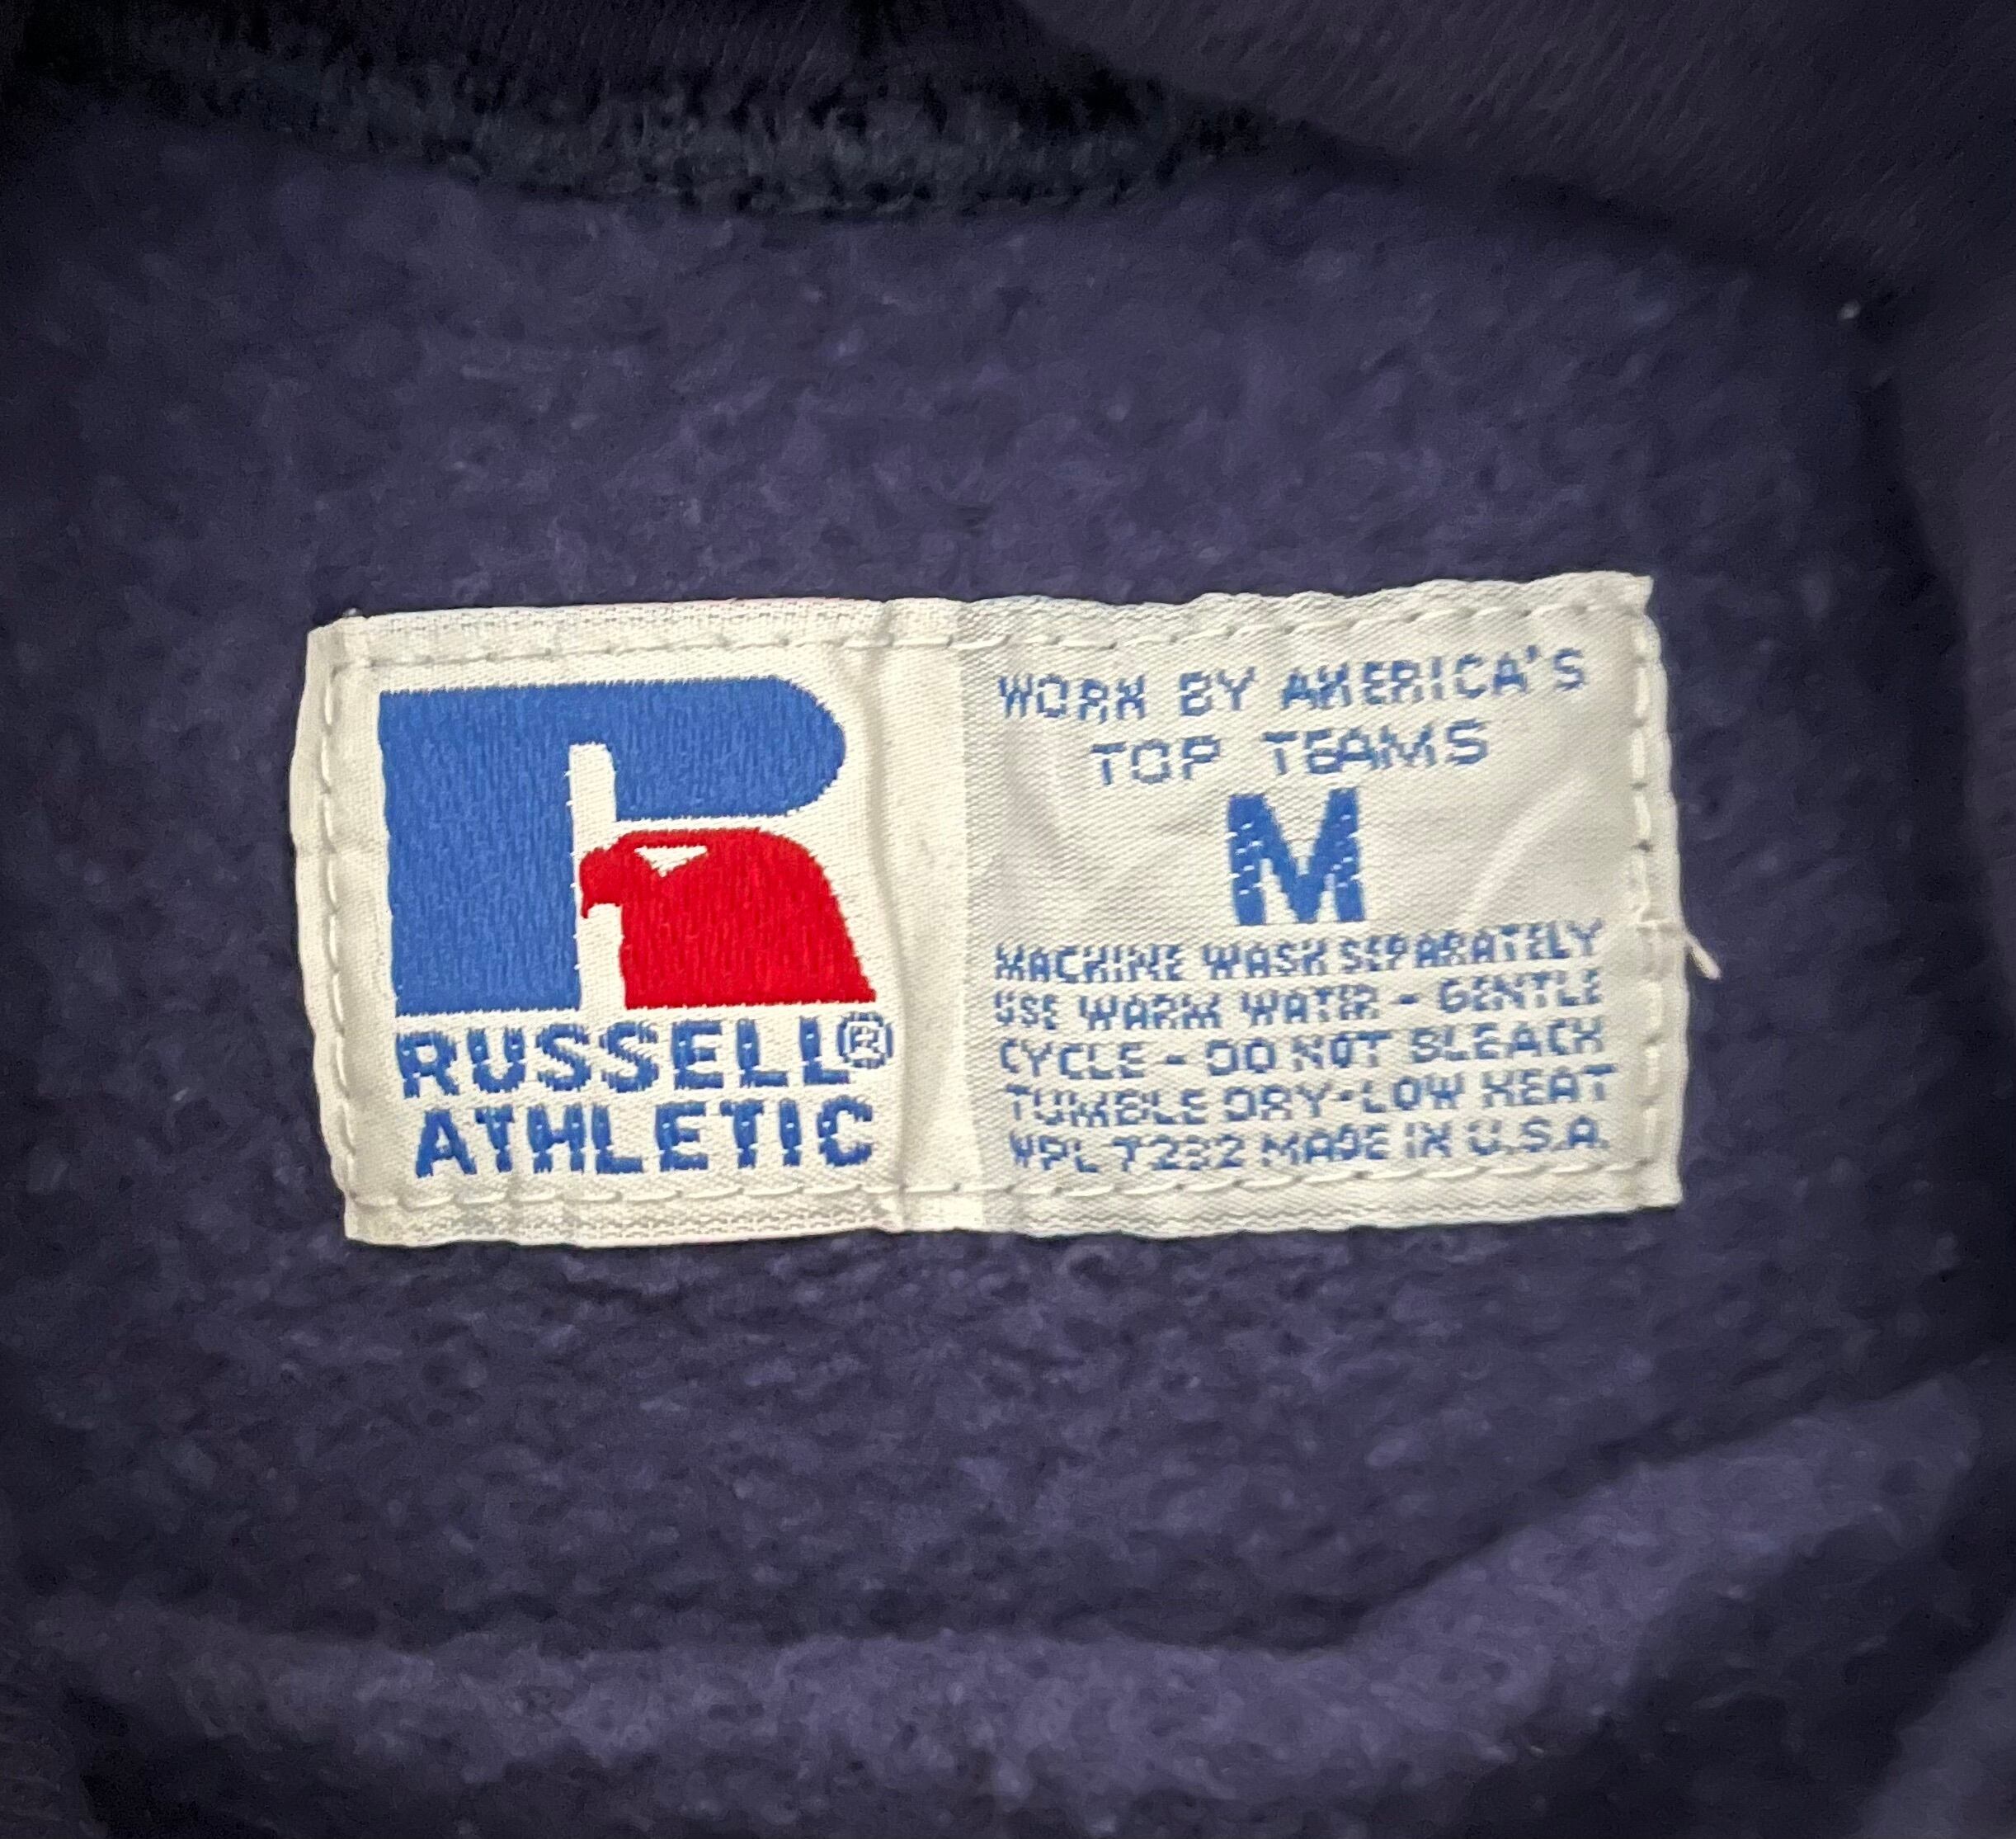 RUSSELL®
ATHLETIC
WORN BY AMERICA'S
TOP TEAMS
M
MACHINE WASH SEPARATELY
USE WARM WATER - GENTLE
CYCLE - DO NOT BLEACH
TUMBLE DRY-LOW HEAT
WPL 7232 MADE IN U.S.A.